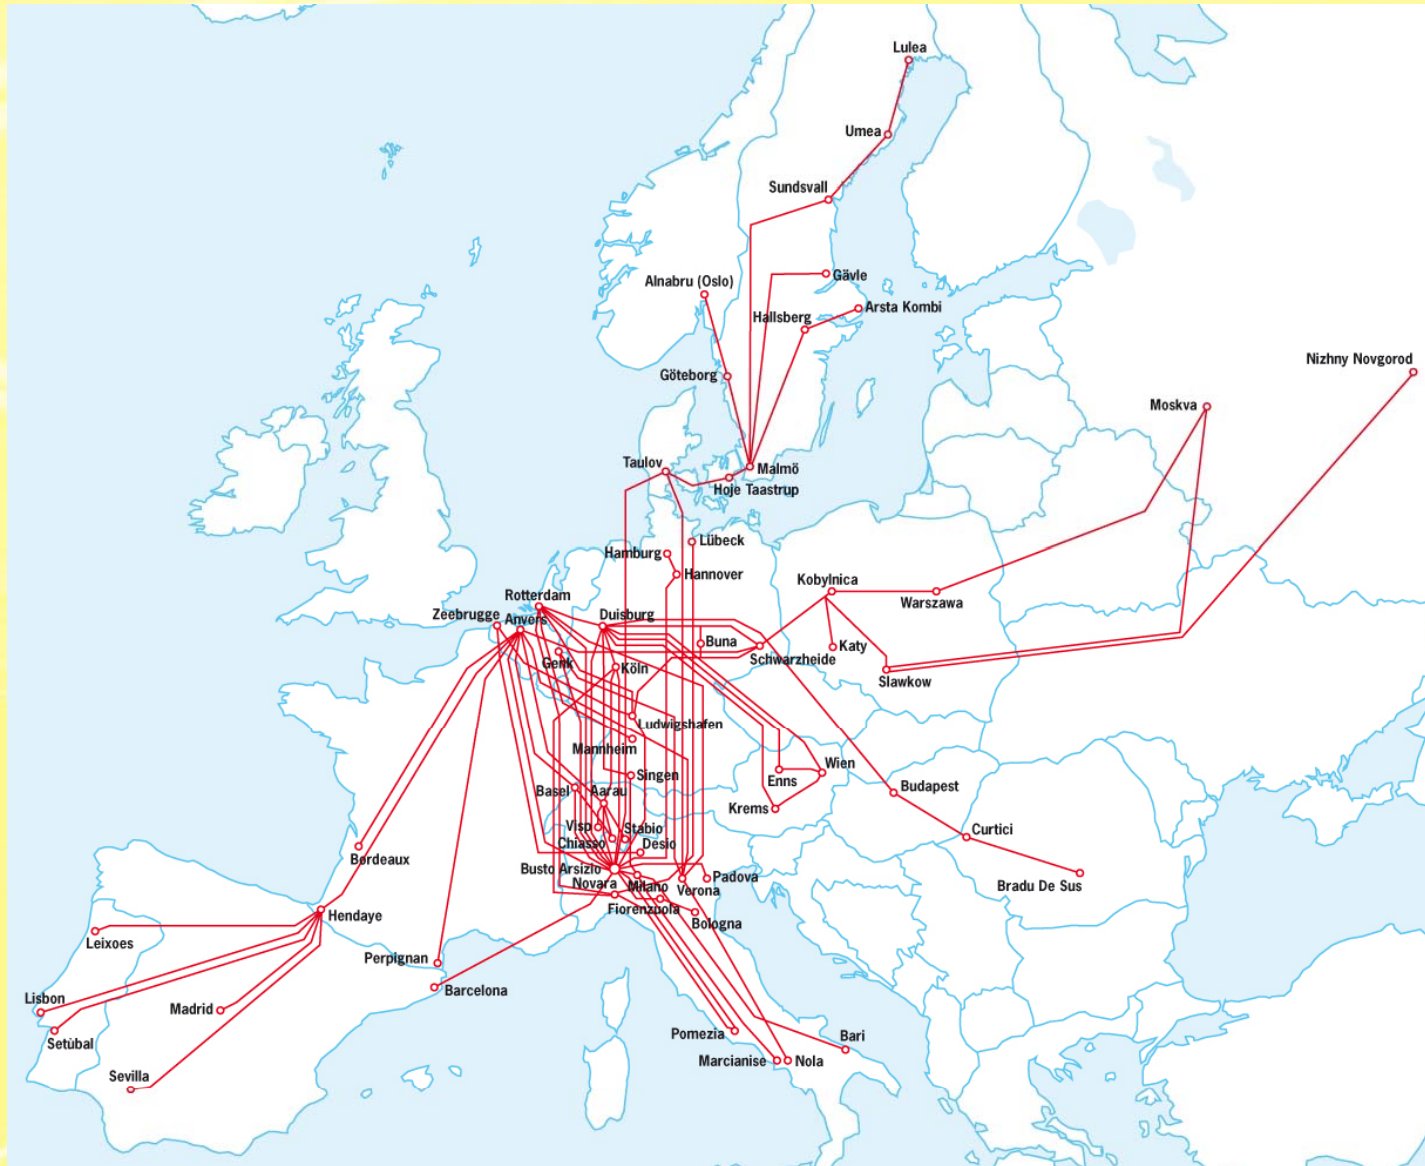 Lulea
Umea
Sundsvall
Gävle
Alnabru (Oslo)
Arsta Kombi
Hallsberg
Nizhny Novgorod
Göteborg
Moskva
Taulov
Malmö
Hoje Taastrup
Lübeck
Hamburg
Hannover
Kobylnica
Rotterdam
Warszawa
Zeebrugge
Anvers
Duisburg
Buna
Katy
Schwarzheide
Genk
Köln
Slawkow
Ludwigshafen
Mannheim
Wien
Singen
Enns
Basel
Aarau
Budapest
Krems
Visp
Stabio
Curtici
Chiasso
Desio
Bordeaux
Busto Arsizio
Padova
Novara
Milano
Verona
Bradu De Sus
Fiorenzuola
Hendaye
Bologna
Leixoes
Perpignan
Barcelona
Lisbon
Madrid
Pomezia
Bari
Setùbal
Marcianise
Nola
Sevilla